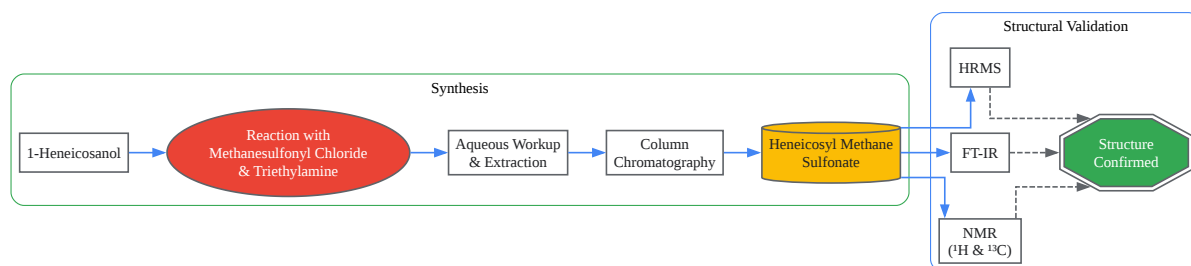 Structural Validation
Synthesis
HRMS
1-Heneicosanol
Reaction with
Methanesulfonyl Chloride
& Triethylamine
Aqueous Workup
& Extraction
Column
Chromatography
Heneicosyl Methane
Sulfonate
FT-IR
Structure
Confirmed
NMR
(¹H & ¹³C)